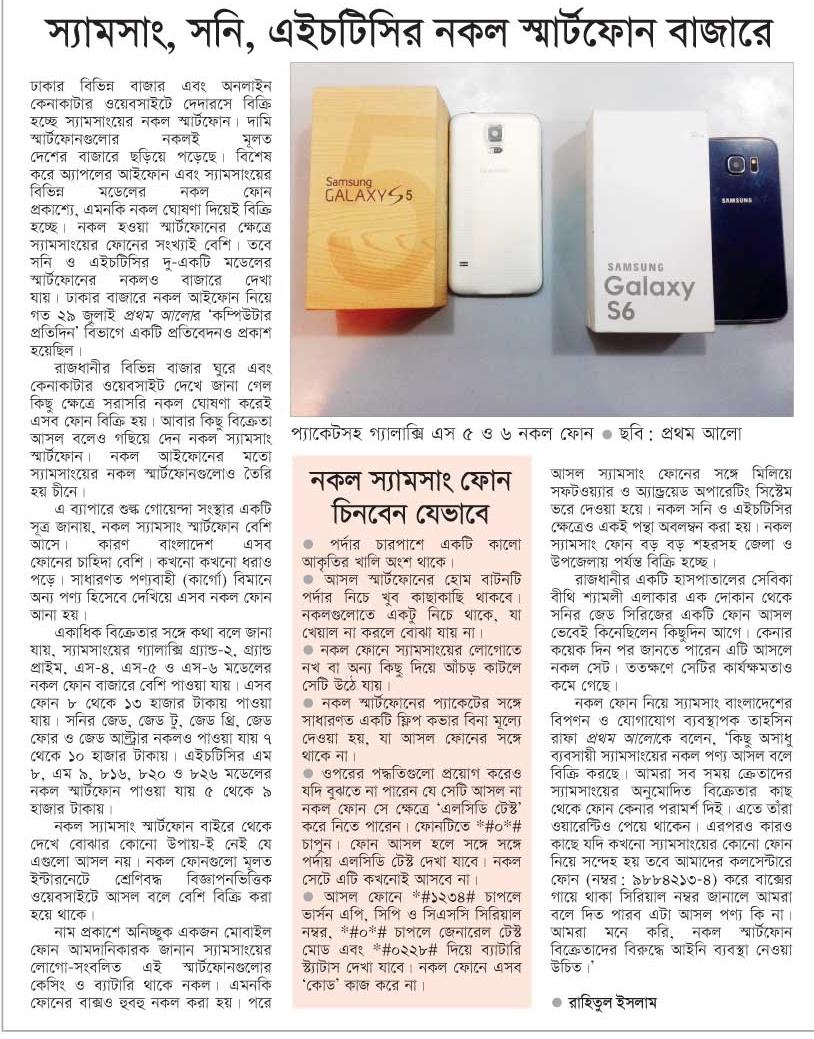 স্যামসাং, সনি, এইচটিসির নকল স্মার্টফোন বাজারে
ঢাকার বিভিন্ন বাজার এবং অনলাইন
কেনাকাটার ওয়েবসাইটে দেদারসে বিক্রি
হচ্ছে স্যামসাংয়ের নকল স্মার্টফোন। দামি
স্মার্টফোনগুলোর নকলই মূলত
দেশের বাজারে ছড়িয়ে পড়েছে। বিশেষ
করে অ্যাপলের আইফোন এবং স্যামসাংয়ের
বিভিন্ন মডেলের নকল ফোন
প্রকাশ্যে, এমনকি নকল ঘোষণা দিয়েই বিক্রি
হচ্ছে। নকল হওয়া স্মার্টফোনের ক্ষেত্রে
স্যামসাংয়ের ফোনের সংখ্যাই বেশি। তবে
সনি ও এইচটিসির দু-একটি মডেলের
স্মার্টফোনের নকলও বাজারে দেখা
যায়। ঢাকার বাজারে নকল আইফোন নিয়ে
গত ২৯ জুলাই প্রথম আলোর ‘কম্পিউটার
প্রতিদিন’ বিভাগে একটি প্রতিবেদনও প্রকাশ
হয়েছিল।
রাজধানীর বিভিন্ন বাজার ঘুরে এবং
কেনাকাটার ওয়েবসাইট দেখে জানা গেল
কিছু ক্ষেত্রে সরাসরি নকল ঘোষণা করেই
এসব ফোন বিক্রি হয়। আবার কিছু বিক্রেতা
আসল বলেও গছিয়ে দেন নকল স্যামসাং
স্মার্টফোন। নকল আইফোনের মতো
স্যামসাংয়ের নকল স্মার্টফোনগুলোও তৈরি
হয় চীনে।
এ ব্যাপারে শুল্ক গোয়েন্দা সংস্থার একটি
সূত্র জানায়, নকল স্যামসাং স্মার্টফোন বেশি
আসে। কারণ বাংলাদেশে এসব
ফোনের চাহিদা বেশি। কখনো কখনো ধরাও
পড়ে। সাধারণত পণ্যবাহী (কার্গো) বিমানে
অন্য পণ্য হিসেবে দেখিয়ে এসব নকল ফোন
আনা হয়।
একাধিক বিক্রেতার সঙ্গে কথা বলে জানা
যায়, স্যামসাংয়ের গ্যালাক্সি গ্র্যান্ড-২, গ্র্যান্ড
প্রাইম, এস-৪, এস-৫ ও এস-৬ মডেলের
নকল ফোন বাজারে বেশি পাওয়া যায়। এসব
ফোন ৮ থেকে ১৩ হাজার টাকায় পাওয়া
যায়। সনির জেড, জেড টু, জেড থ্রি, জেড
ফোর ও জেড আল্ট্রার নকলও পাওয়া যায় ৭
থেকে ১০ হাজার টাকায়। এইচটিসির এম
৮, এম ৯, ৮১৬, ৮২০ ও ৮২৬ মডেলের
নকল স্মার্টফোন পাওয়া যায় ৫ থেকে ৯
হাজার টাকায়।
নকল স্যামসাং স্মার্টফোন বাইরে থেকে
দেখে বোঝার কোনো উপায়-ই নেই যে
এগুলো আসল নয়। নকল ফোনগুলো মূলত
ইন্টারনেটে শ্রেণিবদ্ধ বিজ্ঞাপনভিত্তিক
ওয়েবসাইটে আসল বলে বেশি বিক্রি করা
হয়ে থাকে।
নাম প্রকাশে অনিচ্ছুক একজন মোবাইল
ফোন আমদানিকারক জানান স্যামসাংয়ের
লোগো-সংবলিত এই স্মার্টফোনগুলোর
কেসিং ও ব্যাটারি থাকে নকল। এমনকি
ফোনের বাক্সও হুবহু নকল করা হয়। পরে
Samsung
GALAXY S5
5
SAMSUNG
Galaxy
S6
SAMSUNG
প্যাকেটসহ গ্যালাক্সি এস ৫ ও ৬ নকল ফোন ● ছবি : প্রথম আলো
নকল স্যামসাং ফোন
চিনবেন যেভাবে
● পর্দার চারপাশে একটি কালো
আকৃতির খালি অংশ থাকে।
● আসল স্মার্টফোনের হোম বাটনটি
পর্দার নিচে খুব কাছাকাছি থাকবে।
নকলগুলোতে একটু নিচে থাকে, যা
খেয়াল না করলে বোঝা যায় না।
● নকল ফোনে স্যামসাংয়ের লোগোতে
নখ বা অন্য কিছু দিয়ে আঁচড় কাটলে
সেটি উঠে যায়।
● নকল স্মার্টফোনের প্যাকেটের সঙ্গে
সাধারণত একটি ফ্লিপ কভার বিনা মূল্যে
দেওয়া হয়, যা আসল ফোনের সঙ্গে
থাকে না।
● ওপরের পদ্ধতিগুলো প্রয়োগ করেও
যদি বুঝতে না পারেন যে সেটি আসল না
নকল ফোন সে ক্ষেত্রে ‘এলসিডি টেস্ট’
করে নিতে পারেন। ফোনটিতে *#০*#
চাপুন। ফোন আসল হলে সঙ্গে সঙ্গে
পর্দায় এলসিডি টেস্ট দেখা যাবে। নকল
সেটে এটি কখনোই আসবে না।
● আসল ফোনে *#১২৩৪# চাপলে
ভার্সন এপি, সিপি ও সিএসসি সিরিয়াল
নম্বর, *#০*# চাপলে জেনারেল টেস্ট
মোড এবং *#০২২৮# দিয়ে ব্যাটারি
স্ট্যাটাস দেখা যাবে। নকল ফোনে এসব
‘কোড’ কাজ করে না।
আসল স্যামসাং ফোনের সঙ্গে মিলিয়ে
সফটওয়্যার ও অ্যান্ড্রয়েড অপারেটিং সিস্টেম
ভরে দেওয়া হয়ে। নকল সনি ও এইচটিসির
ক্ষেত্রেও একই পন্থা অবলম্বন করা হয়। নকল
স্যামসাং ফোন বড় বড় শহরসহ জেলা ও
উপজেলায় পর্যন্ত বিক্রি হচ্ছে।
রাজধানীর একটি হাসপাতালের সেবিকা
বীথি শ্যামলী এলাকার এক দোকান থেকে
সনির জেড সিরিজের একটি ফোন আসল
ভেবেই কিনেছিলেন কিছুদিন আগে। কেনার
কয়েক দিন পর জানতে পারেন এটি আসলে
নকল সেট। ততক্ষণে সেটির কার্যক্ষমতাও
কমে গেছে।
নকল ফোন নিয়ে স্যামসাং বাংলাদেশের
বিপণন ও যোগাযোগ ব্যবস্থাপক তাহসিন
রাফা প্রথম আলোকে বলেন, ‘কিছু অসাধু
ব্যবসায়ী স্যামসাংয়ের নকল পণ্য আসল বলে
বিক্রি করছে। আমরা সব সময় ক্রেতাদের
স্যামসাংয়ের অনুমোদিত বিক্রেতার কাছ
থেকে ফোন কেনার পরামর্শ দিই। এতে তাঁরা
ওয়ারেন্টিও পেয়ে থাকেন। এরপরও কারও
কাছে যদি কখনো স্যামসাংয়ের কোনো ফোন
নিয়ে সন্দেহ হয় তবে আমাদের কলসেন্টারে
ফোন (নম্বর : ৯৮৮৪২১৩-৪) করে বাক্সের
গায়ে থাকা সিরিয়াল নম্বর জানালে আমরা
বলে দিত পারব এটা আসল পণ্য কি না।
আমরা মনে করি, নকল স্মার্টফোন
বিক্রেতাদের বিরুদ্ধে আইনি ব্যবস্থা নেওয়া
উচিত।’
● রাহিতুল ইসলাম